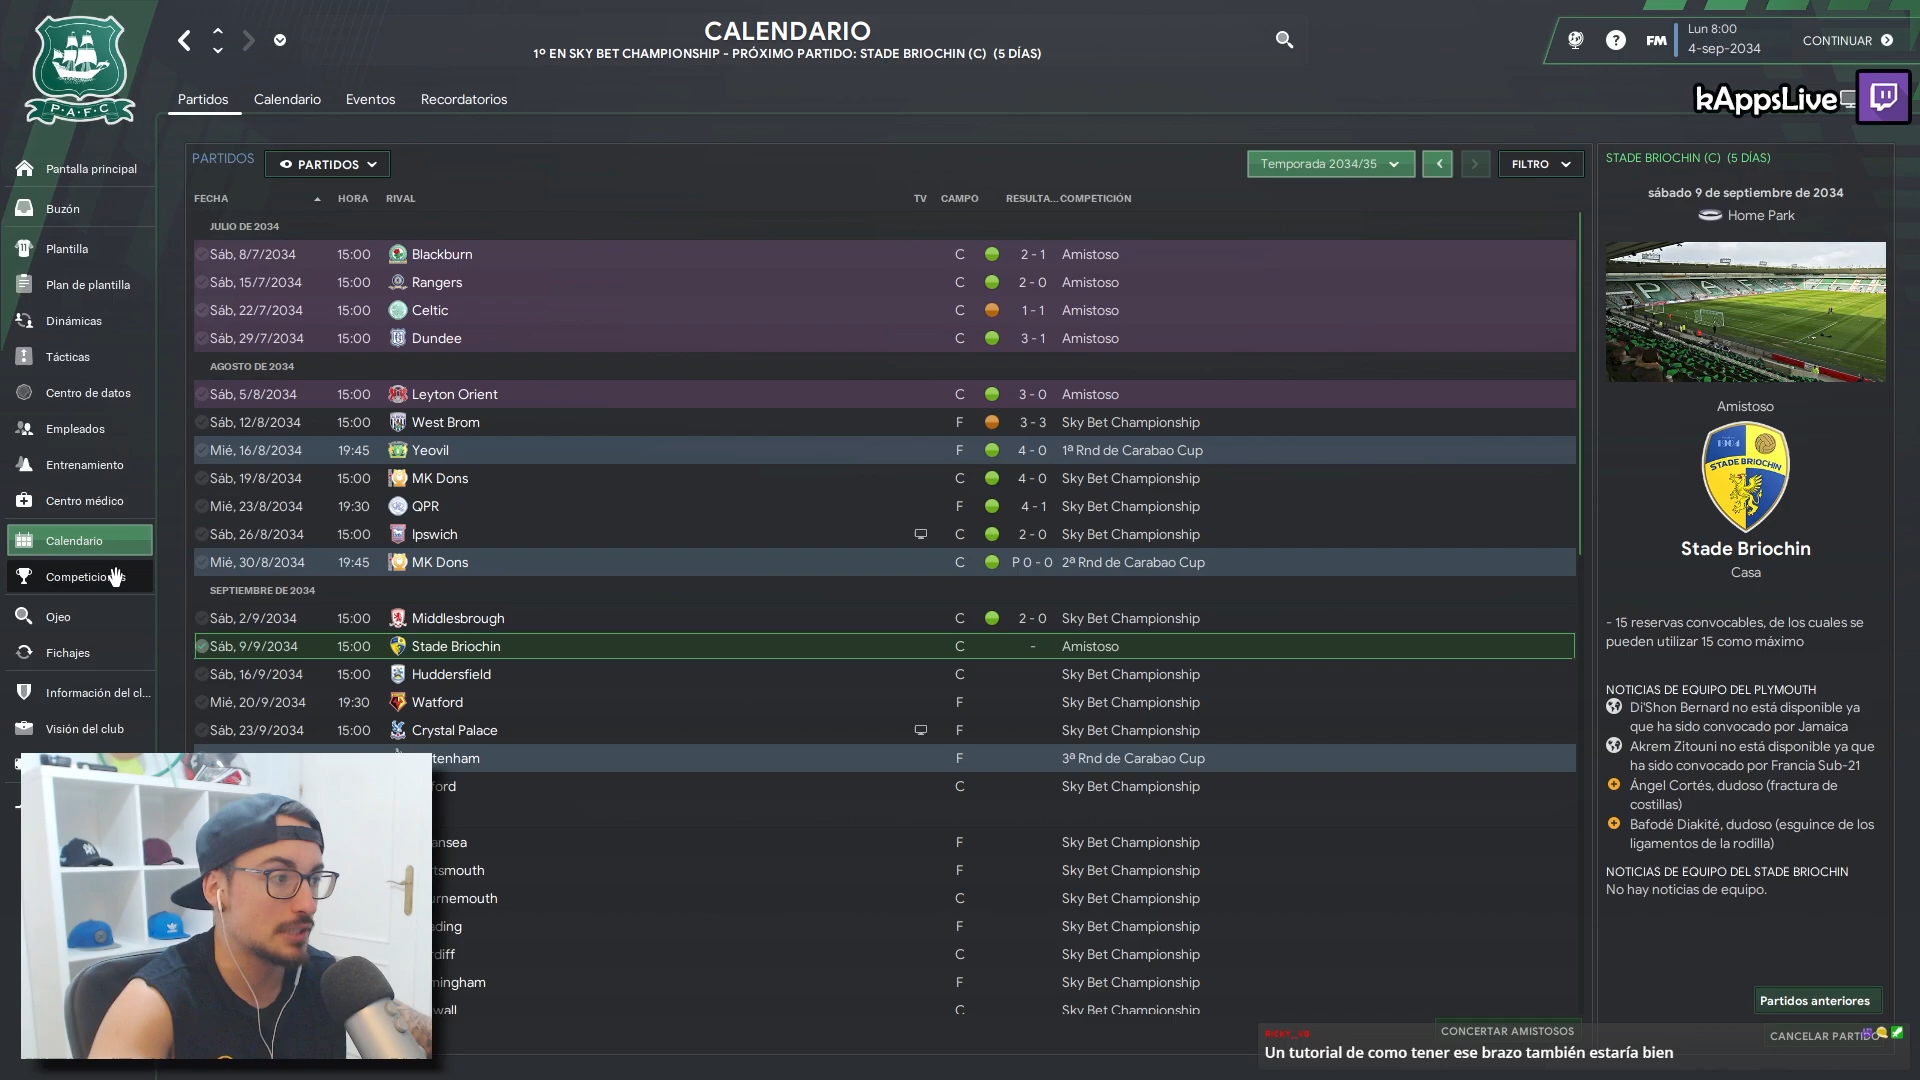 CALENDARIO
1º EN SKY BET CHAMPIONSHIP - PRÓXIMO PARTIDO: STADE BRIOCHIN (C) (5 DÍAS)
FM
Lun 8:00
4-sep-2034
CONTINUAR
P.A.F.C
Partidos Calendario Eventos Recordatorios
kAppsLive
Pantalla principal
Buzón
Plantilla
Plan de plantilla
Dinámicas
Tácticas
Centro de datos
Empleados
Entrenamiento
Centro médico
Calendario
Ojeo
Fichajes
Información del cl...
Visión del club
PARTIDOS PARTIDOS Temporada 2034/35 FILTRO
FECHA HORA RIVAL TV CAMPO RESULTA... COMPETICIÓN
JULIO DE 2034
Sáb, 8/7/2034 15:00 Blackburn C 2 - 1 Amistoso
Sáb, 15/7/2034 15:00 Rangers C 2 - 0 Amistoso
Sáb, 22/7/2034 15:00 Celtic C 1 - 1 Amistoso
Sáb, 29/7/2034 15:00 Dundee C 3 - 1 Amistoso
AGOSTO DE 2034
Sáb, 5/8/2034 15:00 Leyton Orient C 3 - 0 Amistoso
Sáb, 12/8/2034 15:00 West Brom F 3 - 3 Sky Bet Championship
Mié, 16/8/2034 19:45 Yeovil F 4 - 0 1ª Rnd de Carabao Cup
Sáb, 19/8/2034 15:00 MK Dons C 4 - 0 Sky Bet Championship
Mié, 23/8/2034 19:30 QPR F 4 - 1 Sky Bet Championship
Sáb, 26/8/2034 15:00 Ipswich C 2 - 0 Sky Bet Championship
Mié, 30/8/2034 19:45 MK Dons C P 0 - 0 2ª Rnd de Carabao Cup
SEPTIEMBRE DE 2034
Sáb, 2/9/2034 15:00 Middlesbrough C 2 - 0 Sky Bet Championship
Sáb, 9/9/2034 15:00 Stade Briochin C - Amistoso
Sáb, 16/9/2034 15:00 Huddersfield C Sky Bet Championship
Mié, 20/9/2034 19:30 Watford F Sky Bet Championship
Sáb, 23/9/2034 15:00 Crystal Palace F Sky Bet Championship
tenham F 3ª Rnd de Carabao Cup
ford C Sky Bet Championship
ansea F Sky Bet Championship
rtsmouth F Sky Bet Championship
urnemouth C Sky Bet Championship
ading F Sky Bet Championship
rdiff C Sky Bet Championship
mingham F Sky Bet Championship
wall C Sky Bet Championship
CONCERTAR AMISTOSOS
STADE BRIOCHIN (C) (5 DÍAS)
sábado 9 de septiembre de 2034
Home Park
Amistoso
1904
STADE BRIOCHIN
Stade Briochin
Casa
- 15 reservas convocables, de los cuales se
pueden utilizar 15 como máximo
NOTICIAS DE EQUIPO DEL PLYMOUTH
Di'Shon Bernard no está disponible ya
que ha sido convocado por Jamaica
Akrem Zitouni no está disponible ya que
ha sido convocado por Francia Sub-21
Ángel Cortés, dudoso (fractura de
costillas)
Bafodé Diakité, dudoso (esguince de los
ligamentos de la rodilla)
NOTICIAS DE EQUIPO DEL STADE BRIOCHIN
No hay noticias de equipo.
Partidos anteriores
CANCELAR PARTIDO
Un tutorial de como tener ese brazo también estaría bien